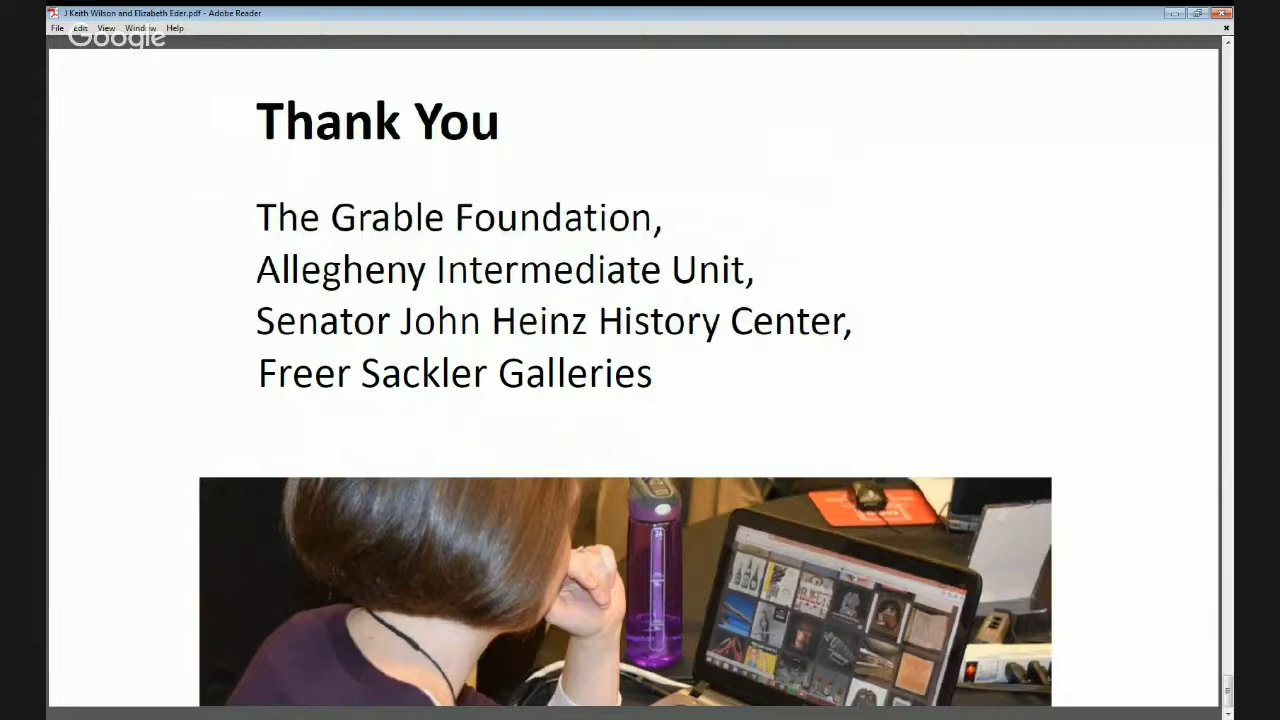 J Keith Wilson and Elizabeth Eder.pdf - Adobe Reader
File Edit View Window Help
Google
Thank You
The Grable Foundation,
Allegheny Intermediate Unit,
Senator John Heinz History Center,
Freer Sackler Galleries